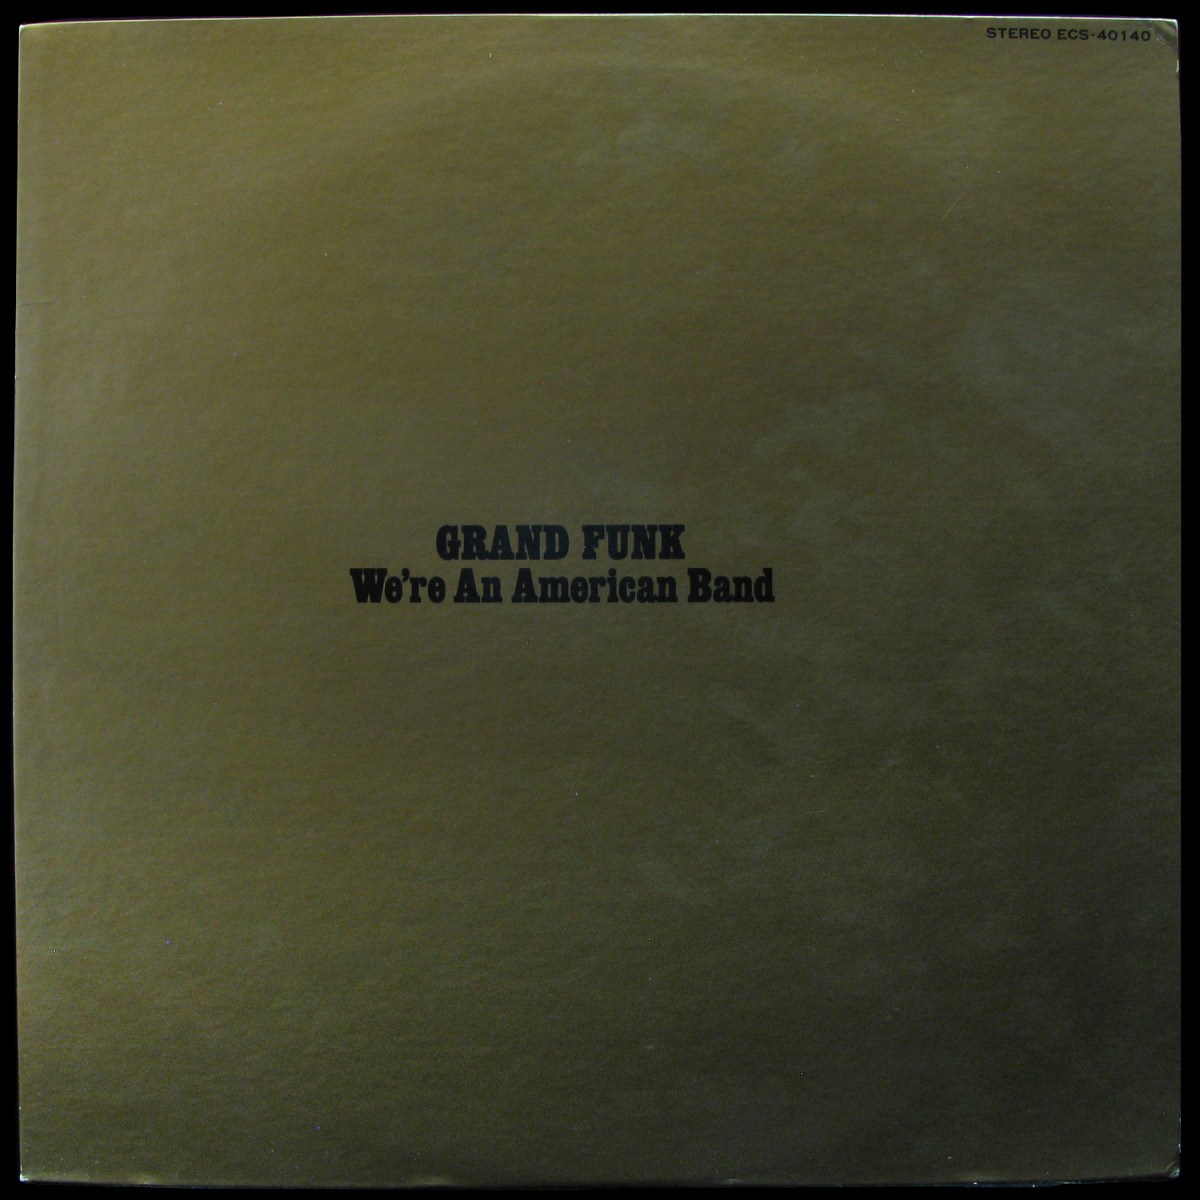 STEREO ECS-40140
GRAND FUNK
We're An American Band